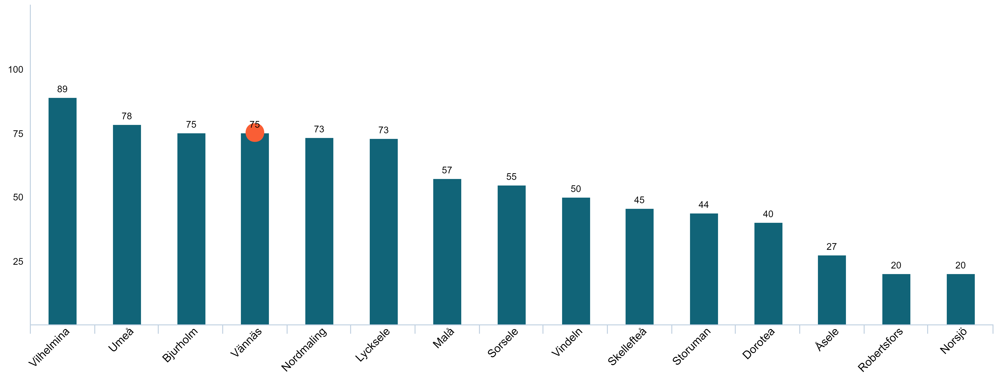 100
75
50
25
89
78
75
75
73
73
57
55
50
45
44
40
27
20
20
Vilhelmina
Umeå
Bjurholm
Vännäs
Nordmaling
Lycksele
Malå
Sorsele
Vindeln
Skellefteå
Storuman
Dorotea
Åsele
Robertsfors
Norsjö